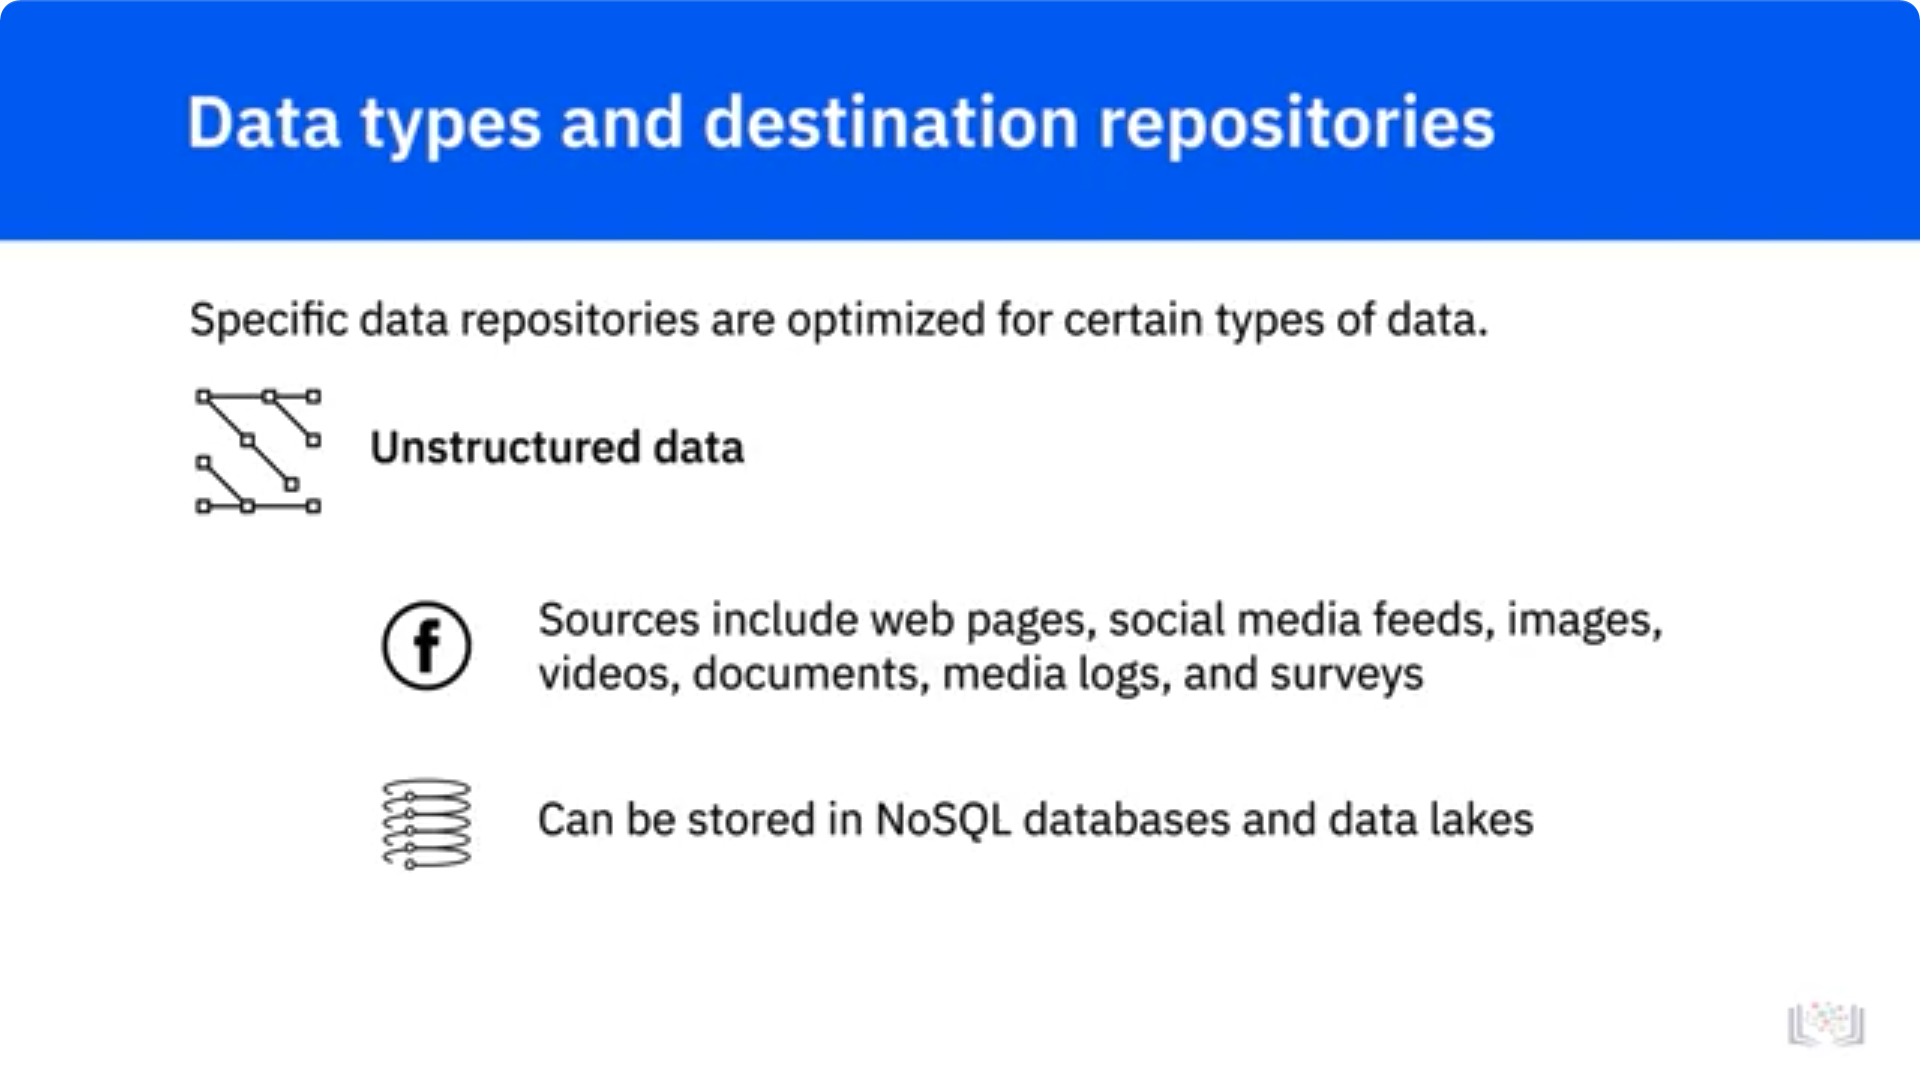 Data types and destination repositories
Specific data repositories are optimized for certain types of data.
Unstructured data
Sources include web pages, social media feeds, images,
videos, documents, media logs, and surveys
Can be stored in NoSQL databases and data lakes